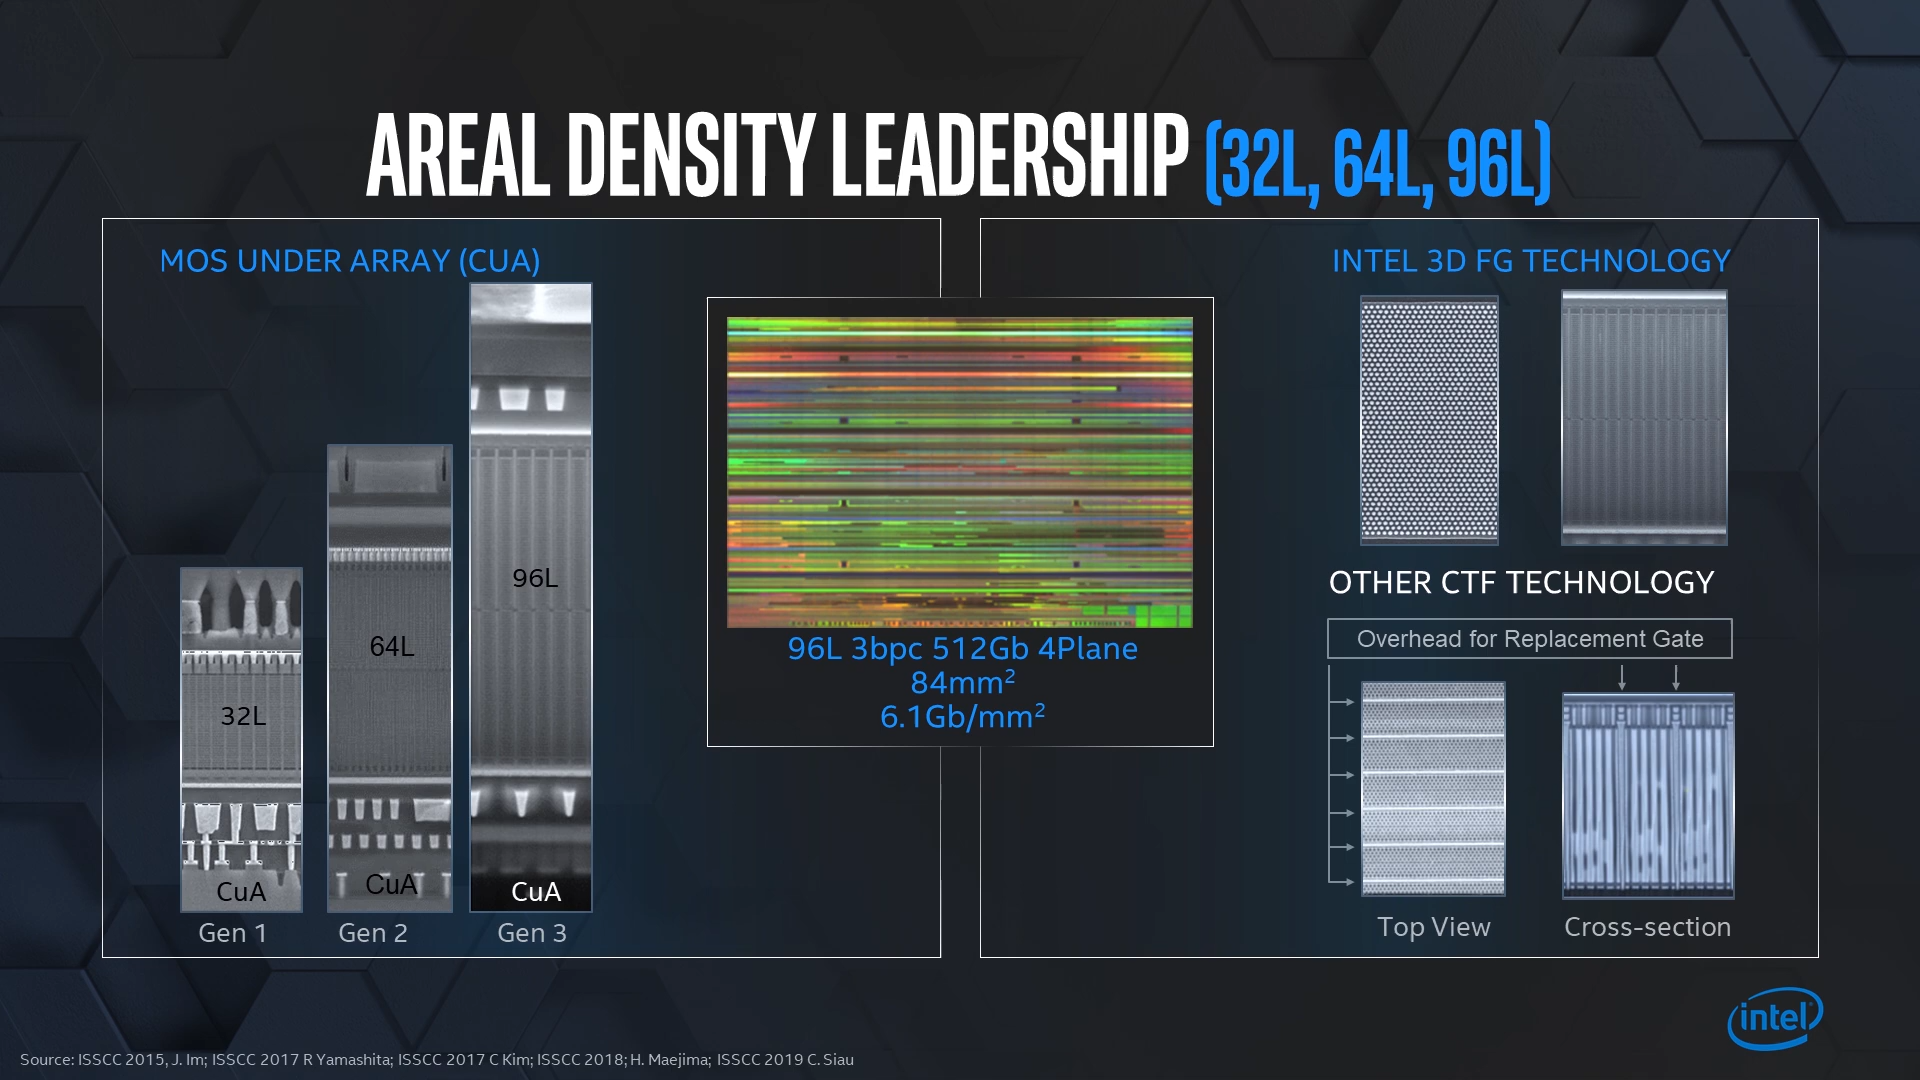 AREAL DENSITY LEADERSHIP (32L, 64L, 96L)
MOS UNDER ARRAY (CUA)
32L
CuA
Gen 1
64L
CuA
Gen 2
96L
CuA
Gen 3
96L 3bpc 512Gb 4Plane
84mm²
6.1Gb/mm²
INTEL 3D FG TECHNOLOGY
OTHER CTF TECHNOLOGY
Overhead for Replacement Gate
Top View
Cross-section
intel
Source: ISSCC 2015, J. Im; ISSCC 2017 R Yamashita; ISSCC 2017 C Kim; ISSCC 2018; H. Maejima; ISSCC 2019 C. Siau